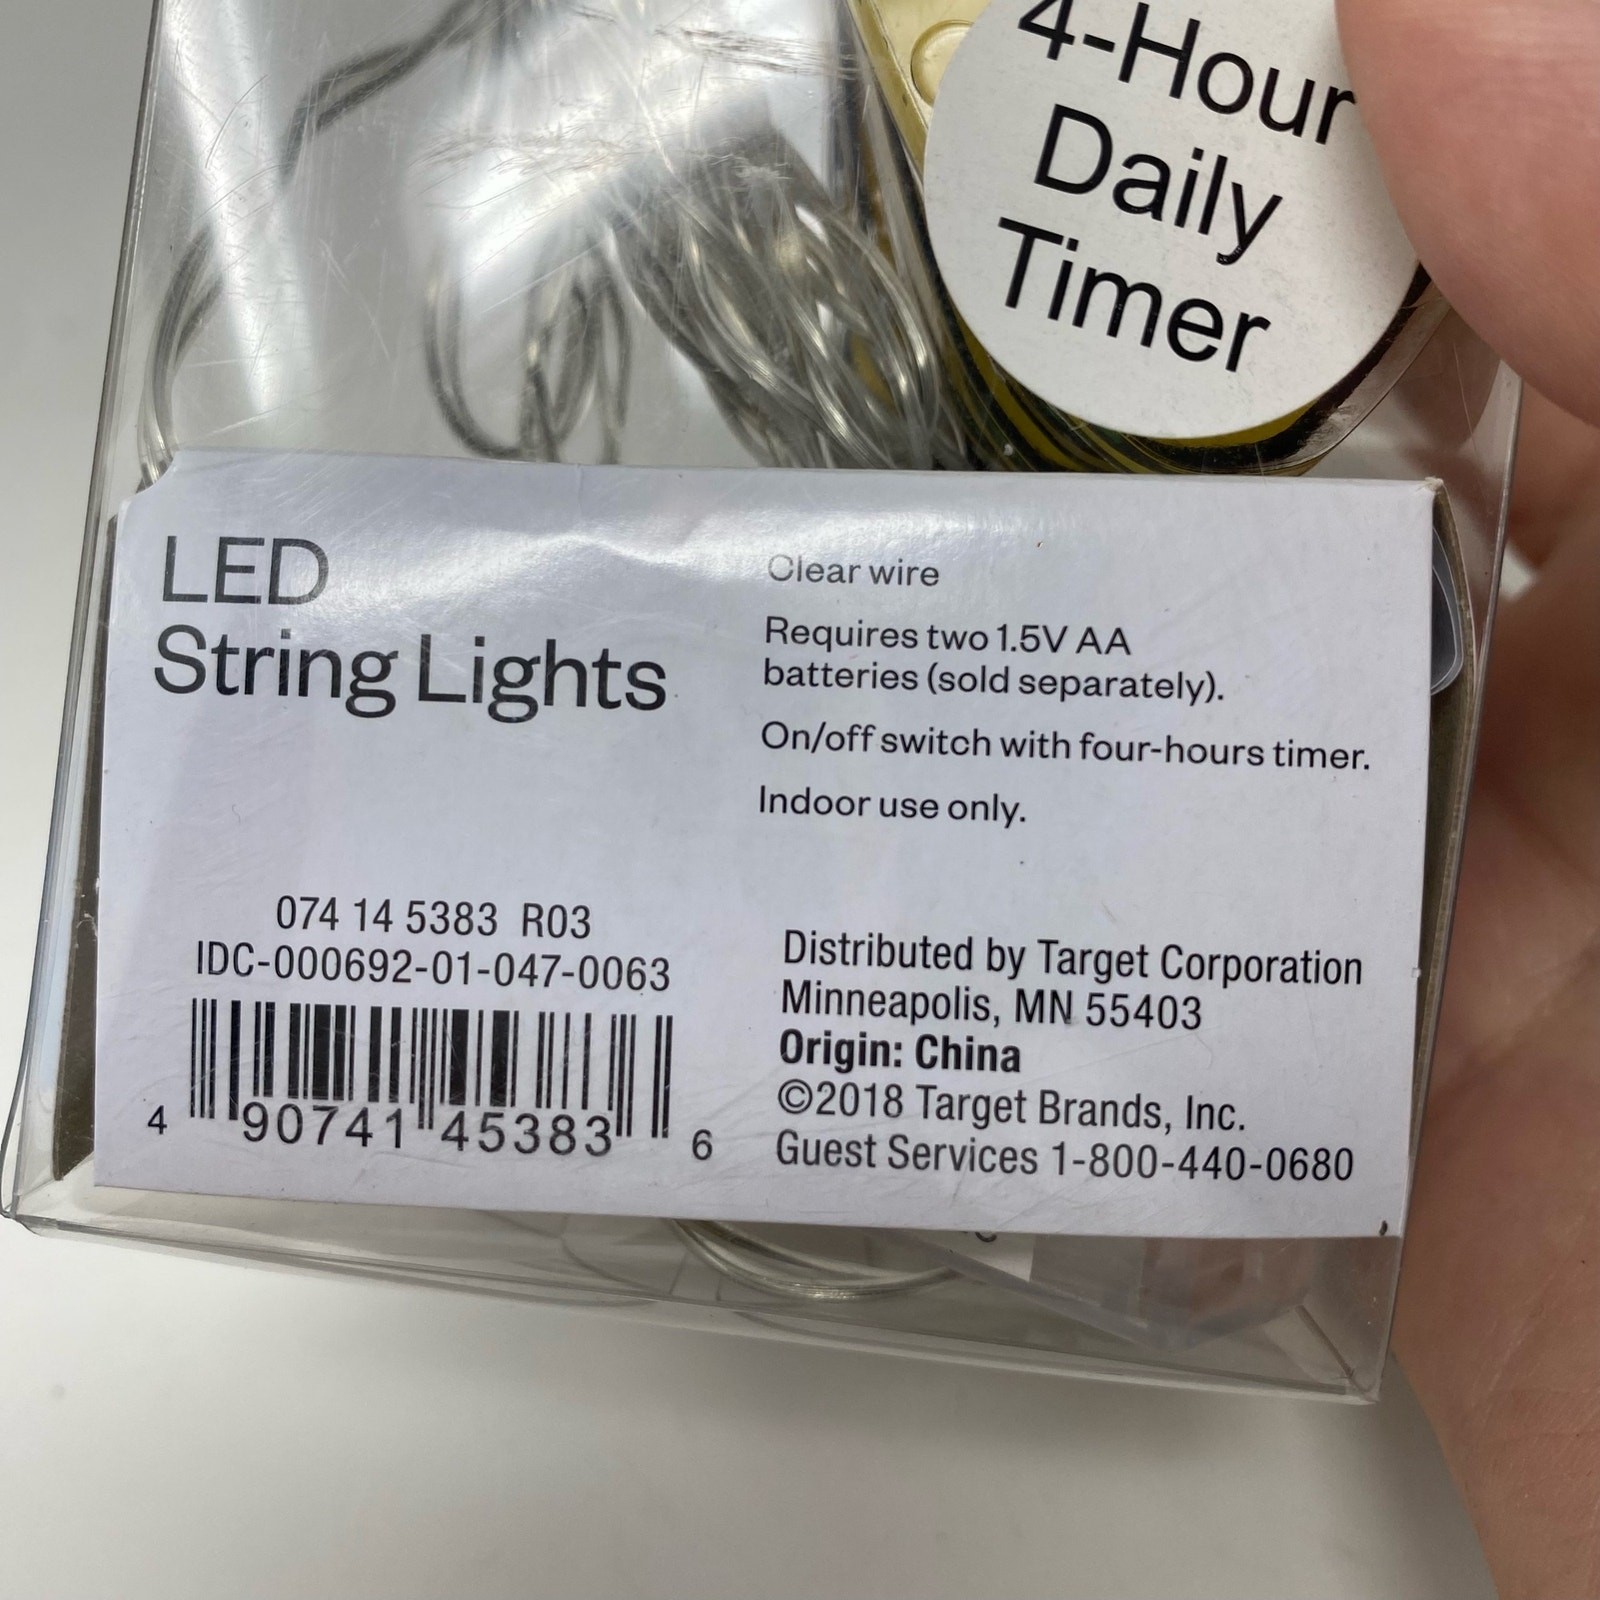 4-Hour
Daily
Timer
LED
String Lights
Clear wire
Requires two 1.5V AA
batteries (sold separately).
On/off switch with four-hours timer.
Indoor use only.
074 14 5383 R03
IDC-000692-01-047-0063
4 90741 45383 6
Distributed by Target Corporation
Minneapolis, MN 55403
Origin: China
©2018 Target Brands, Inc.
Guest Services 1-800-440-0680